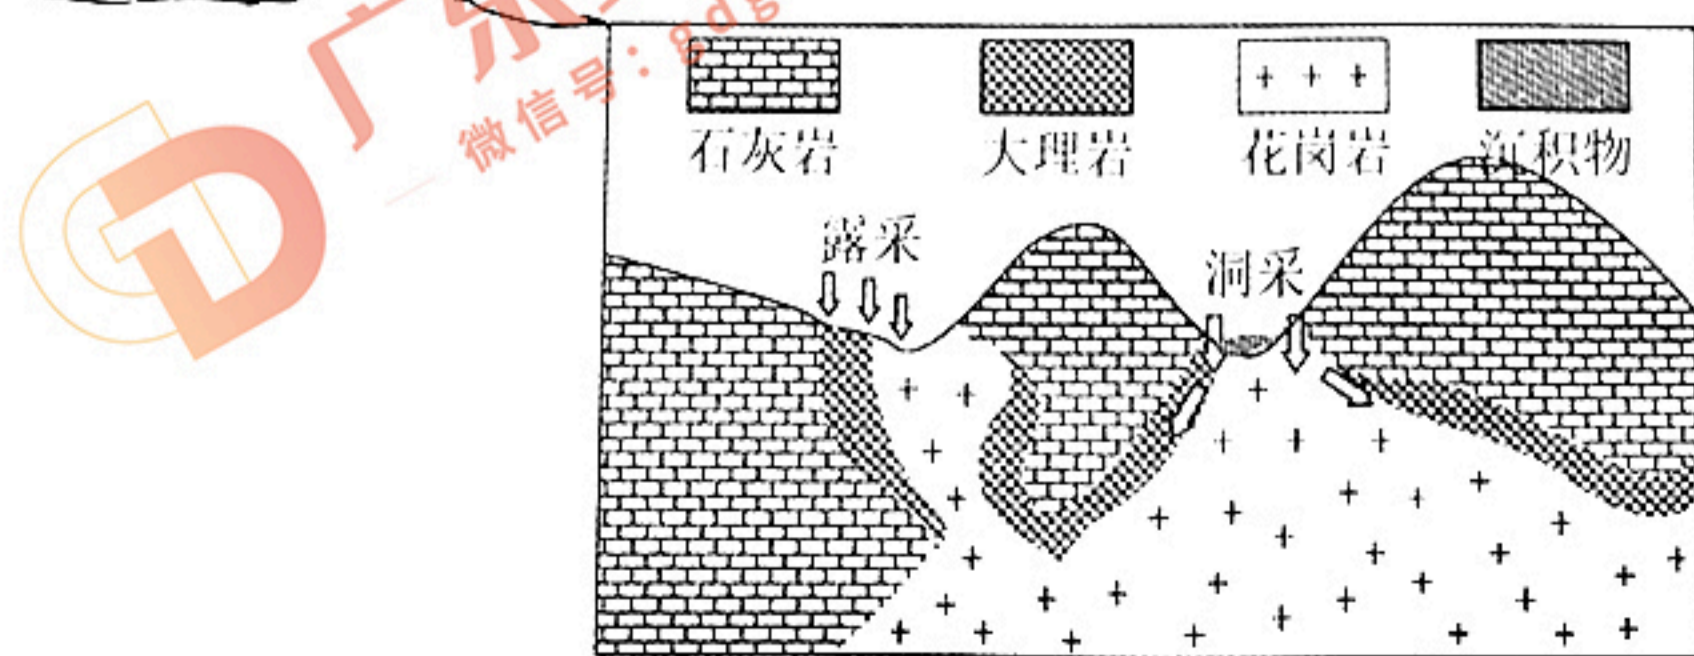 微信号：gdg
石灰岩
大理岩
花岗岩
沉积物
露采
洞采